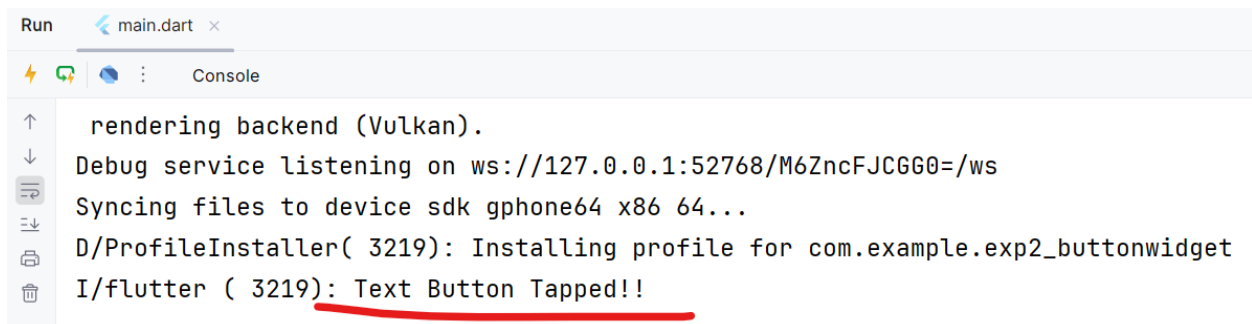 Run main.dart
Console
rendering backend (Vulkan).
Debug service listening on ws://127.0.0.1:52768/M6ZncFJCGG0=/ws
Syncing files to device sdk gphone64 x86 64...
D/ProfileInstaller( 3219): Installing profile for com.example.exp2_buttonwidget
I/flutter ( 3219): Text Button Tapped!!